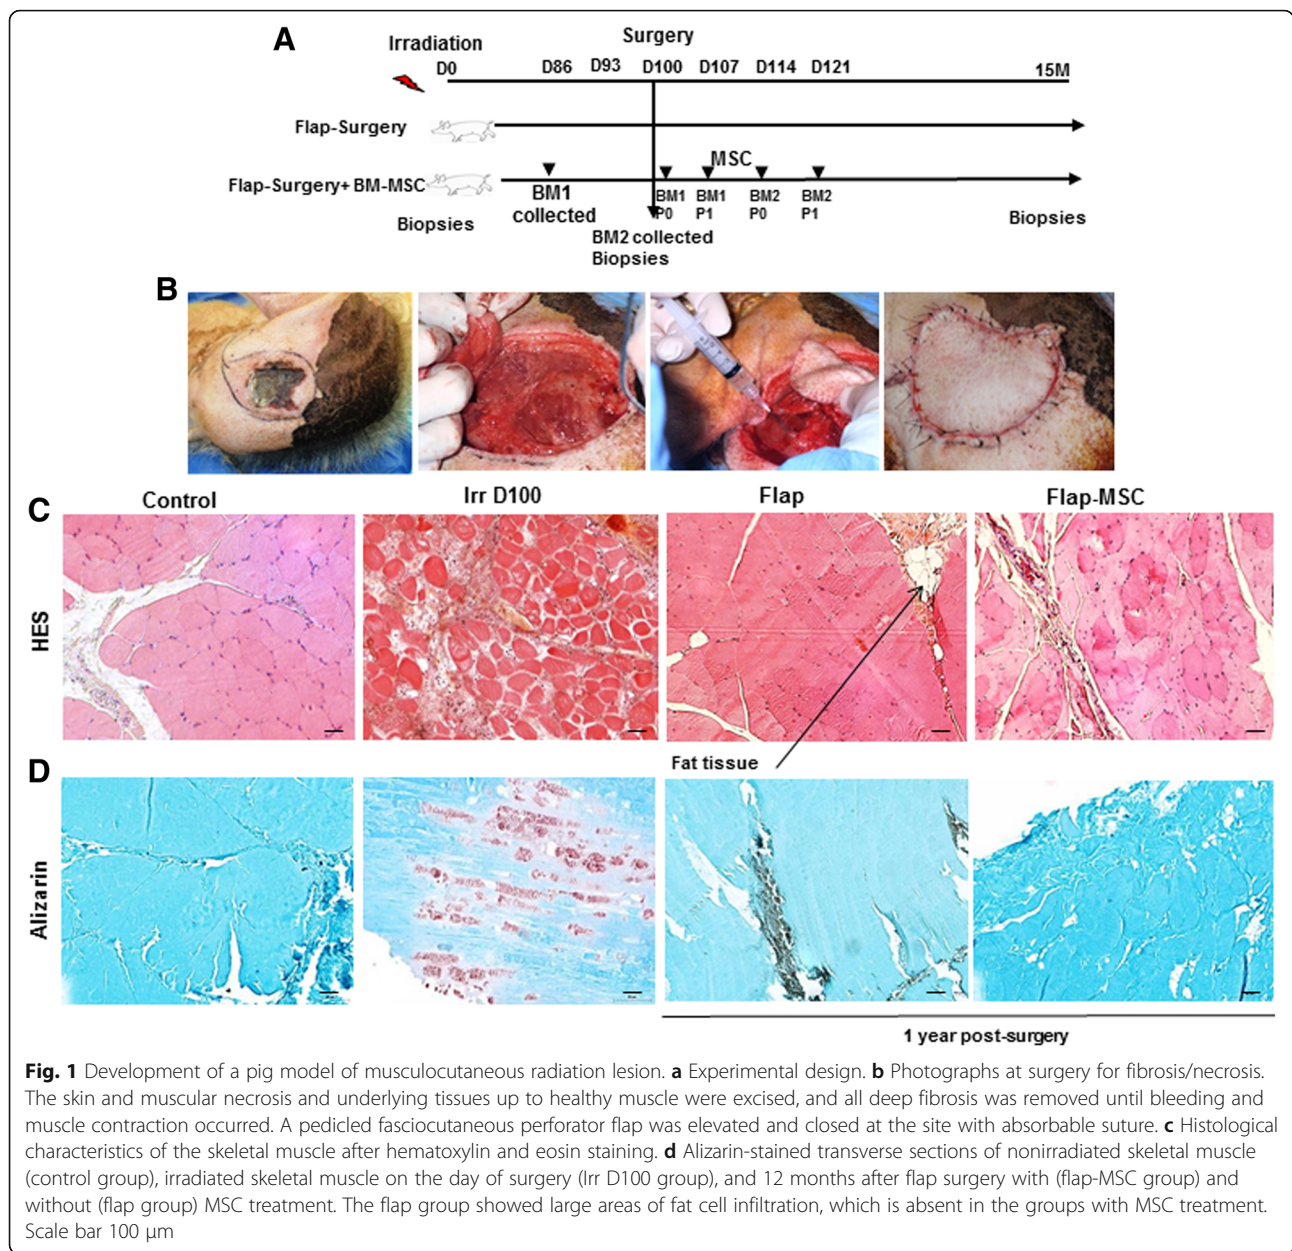 A
Irradiation
Surgery
D0 D86 D93 D100 D107 D114 D121 15M
Flap-Surgery
MSC
Flap-Surgery+ BM-MSC
BM1 collected
BM1 P0
BM1 P1
BM2 P0
BM2 P1
Biopsies
BM2 collected
Biopsies
Biopsies
B
Control Irr D100 Flap Flap-MSC
C
HES
Fat tissue
D
Alizarin
1 year post-surgery
Fig. 1 Development of a pig model of musculocutaneous radiation lesion. a Experimental design. b Photographs at surgery for fibrosis/necrosis.
The skin and muscular necrosis and underlying tissues up to healthy muscle were excised, and all deep fibrosis was removed until bleeding and
muscle contraction occurred. A pedicled fasciocutaneous perforator flap was elevated and closed at the site with absorbable suture. c Histological
characteristics of the skeletal muscle after hematoxylin and eosin staining. d Alizarin-stained transverse sections of nonirradiated skeletal muscle
(control group), irradiated skeletal muscle on the day of surgery (Irr D100 group), and 12 months after flap surgery with (flap-MSC group) and
without (flap group) MSC treatment. The flap group showed large areas of fat cell infiltration, which is absent in the groups with MSC treatment.
Scale bar 100 μm